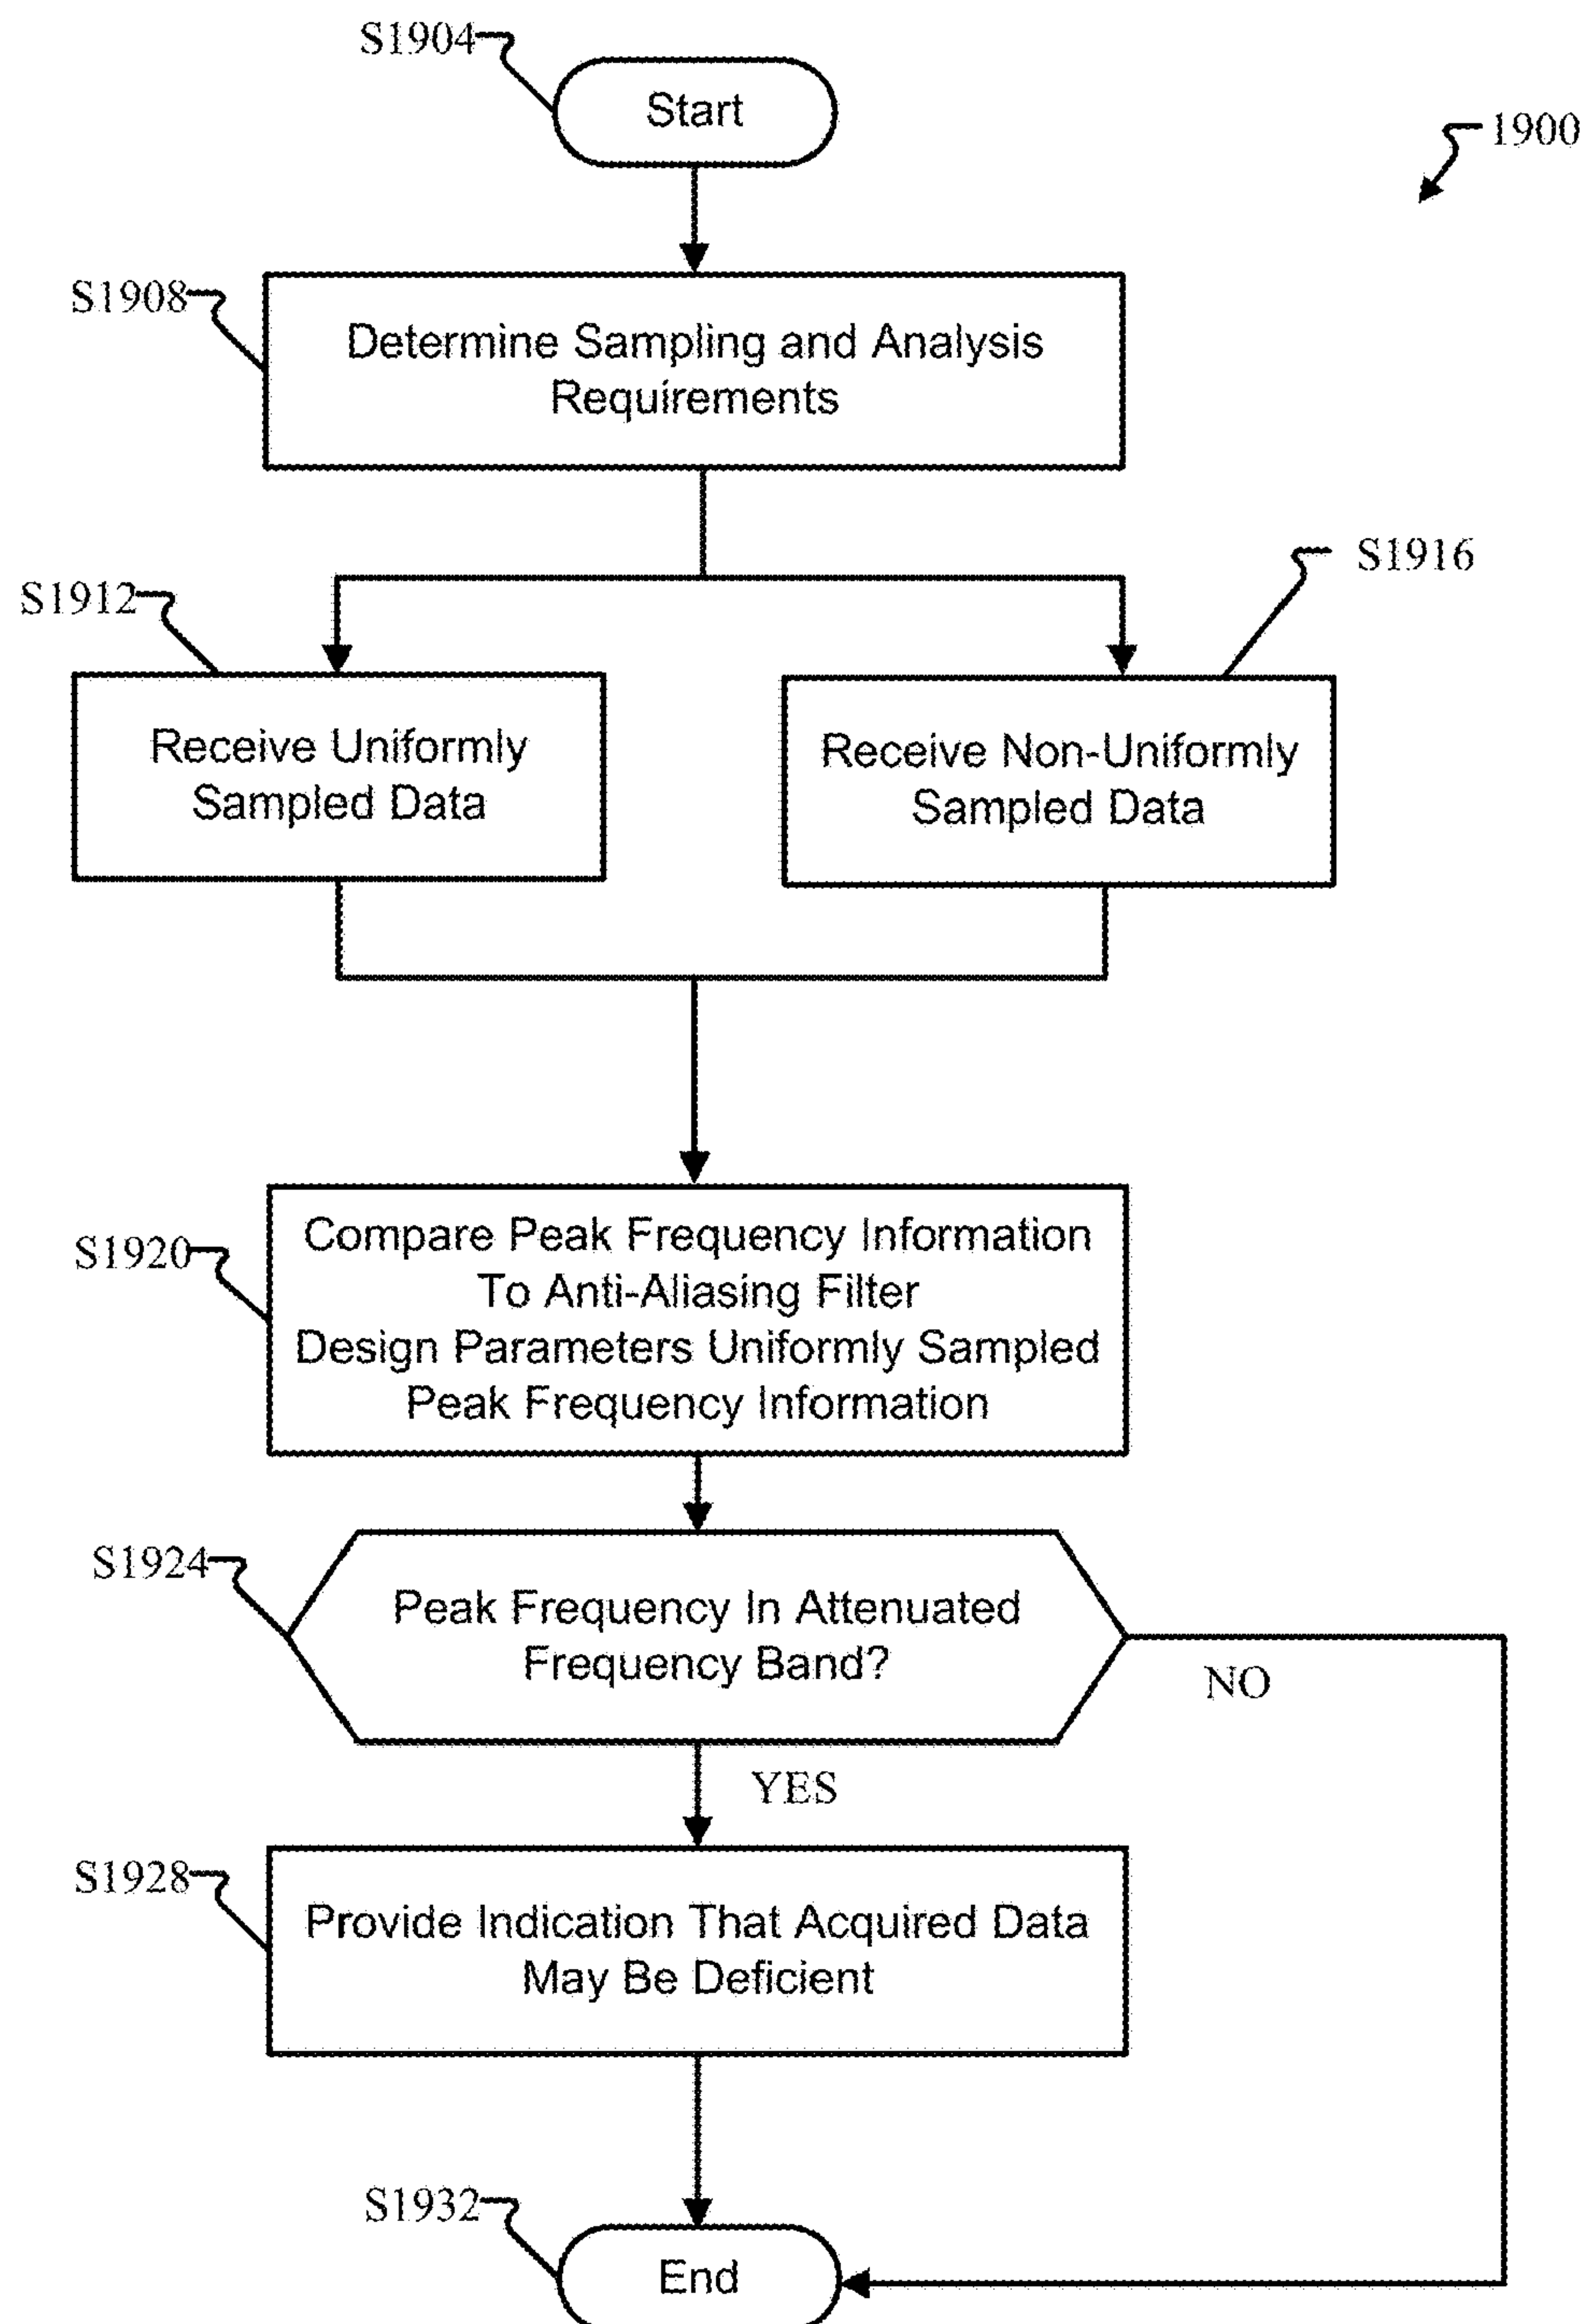 S1904
Start
1900
S1908
Determine Sampling and Analysis
Requirements
S1912
S1916
Receive Uniformly
Sampled Data
Receive Non-Uniformly
Sampled Data
S1920
Compare Peak Frequency Information
To Anti-Aliasing Filter
Design Parameters Uniformly Sampled
Peak Frequency Information
S1924
Peak Frequency In Attenuated
Frequency Band?
NO
YES
S1928
Provide Indication That Acquired Data
May Be Deficient
S1932
End